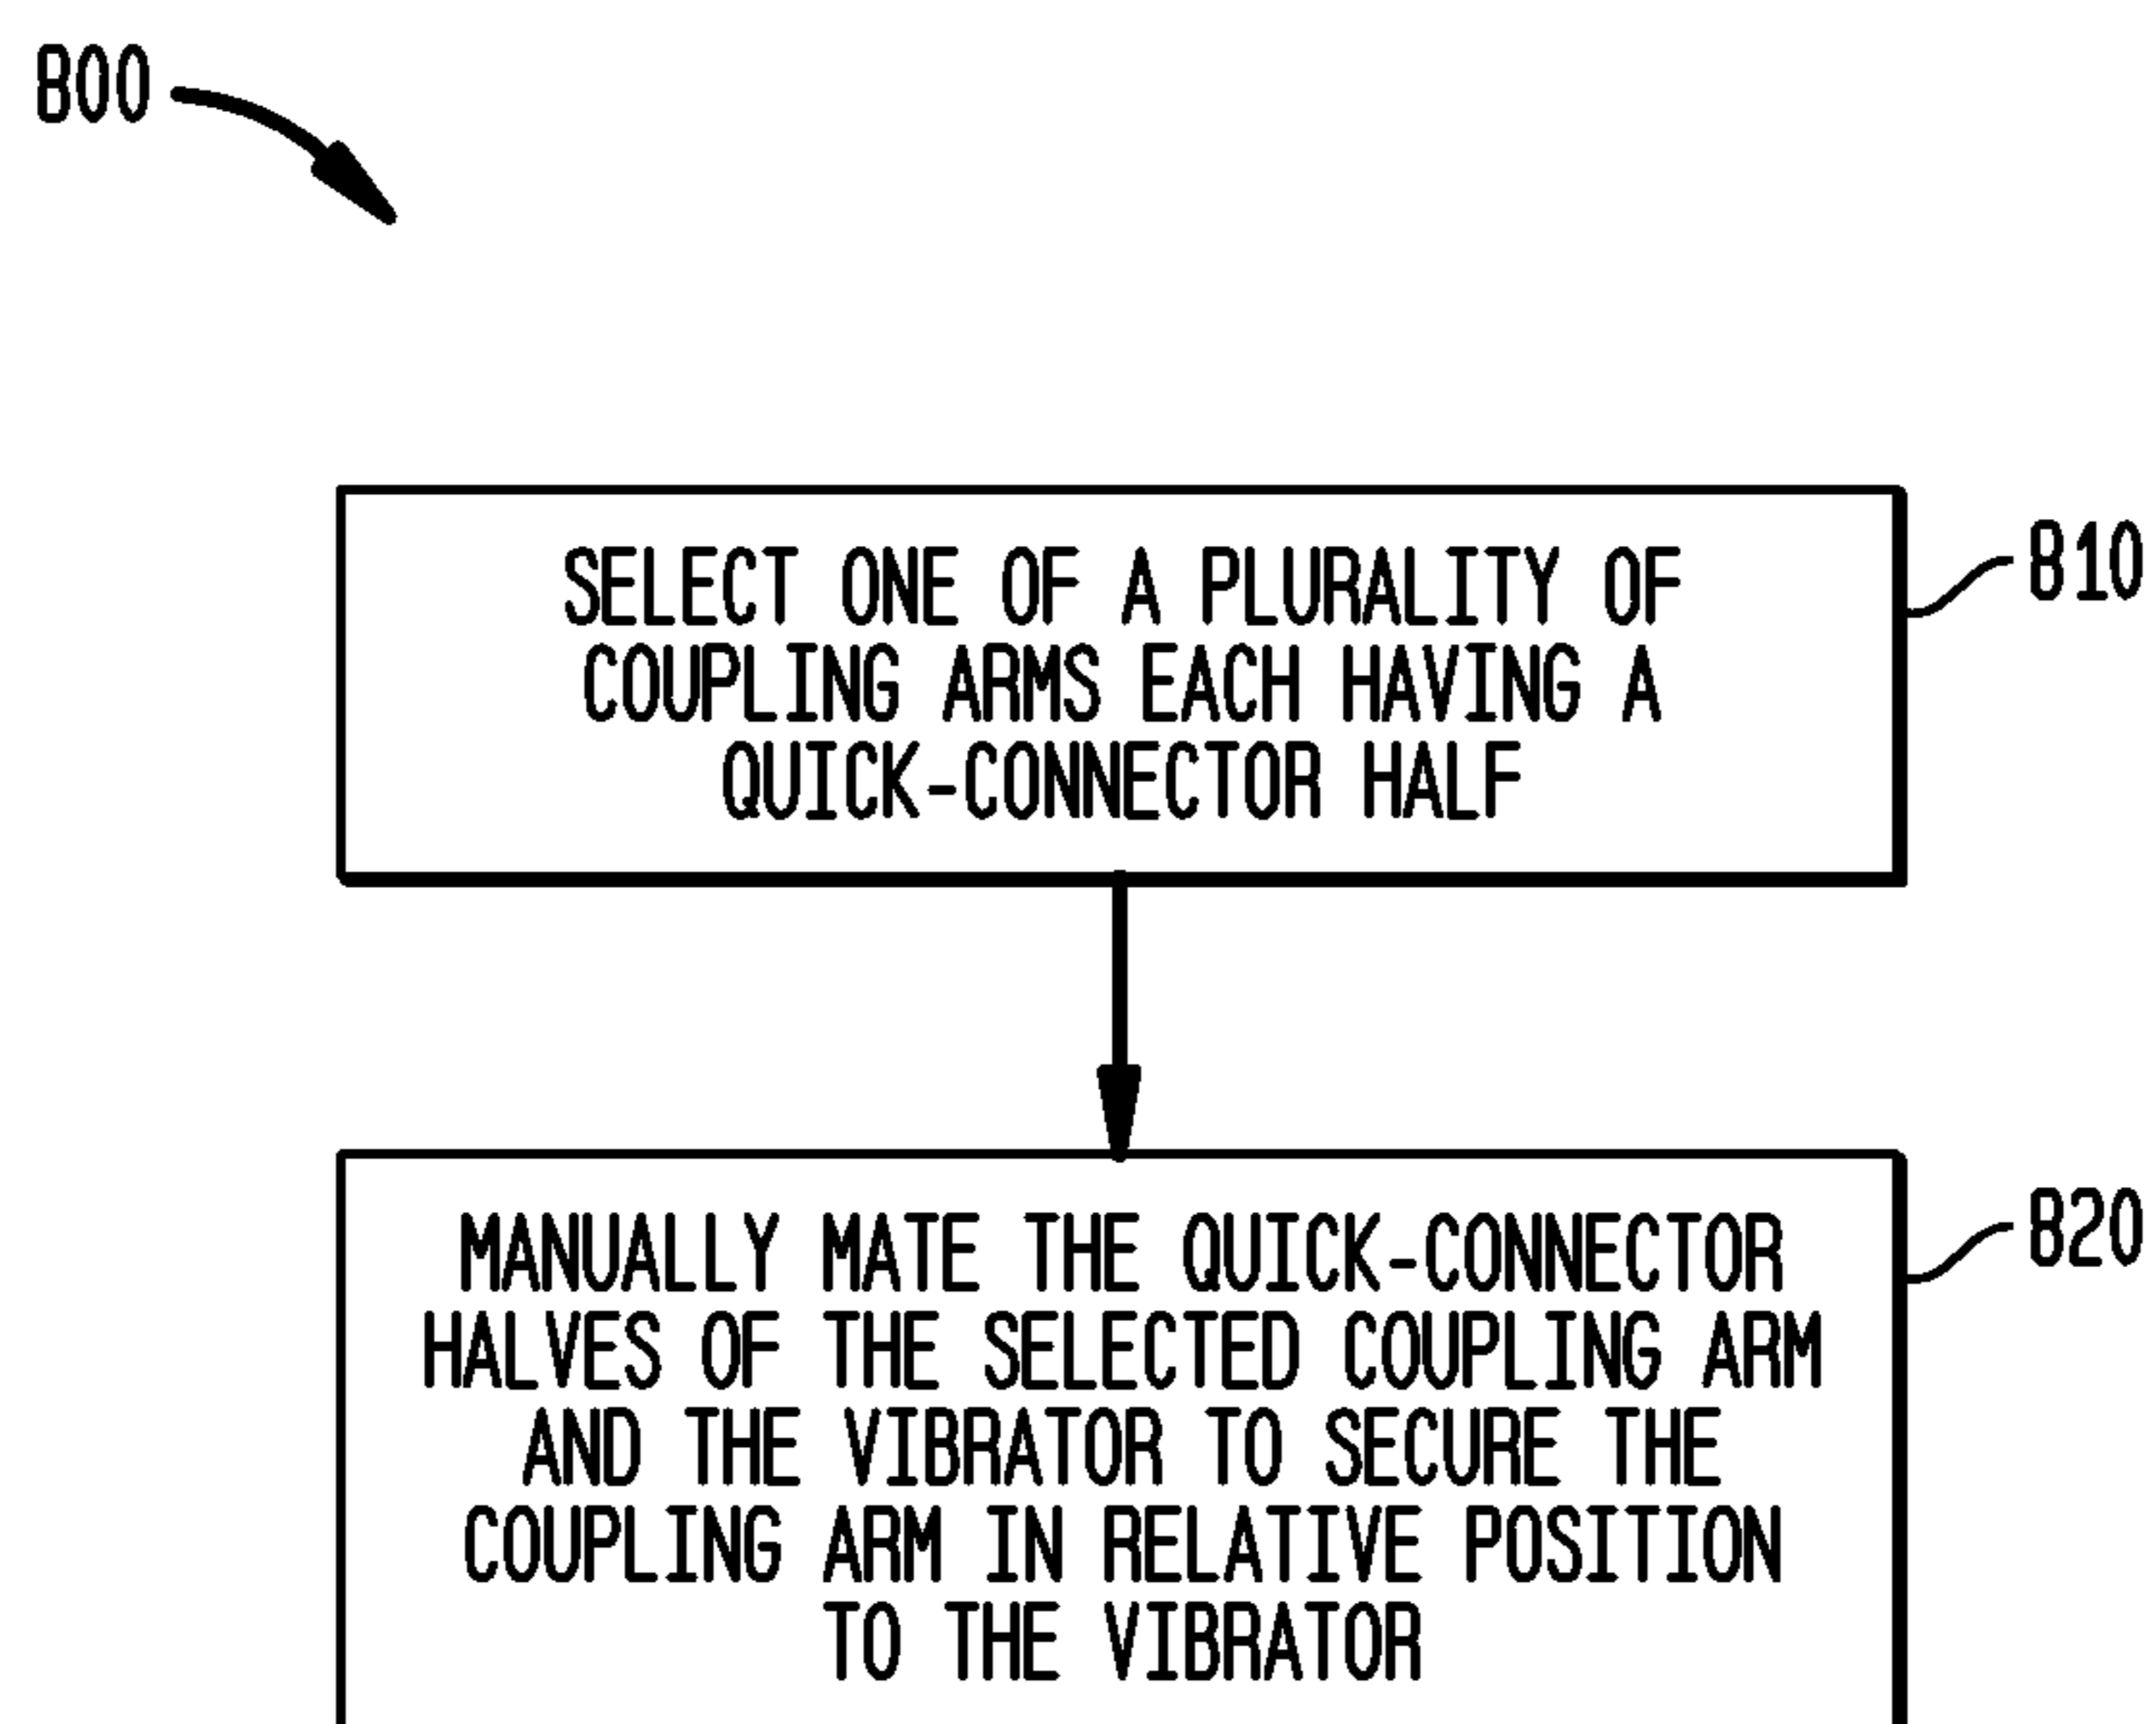 800
SELECT ONE OF A PLURALITY OF
COUPLING ARMS EACH HAVING A
QUICK-CONNECTOR HALF
810
MANUALLY MATE THE QUICK-CONNECTOR
HALVES OF THE SELECTED COUPLING ARM
AND THE VIBRATOR TO SECURE THE
COUPLING ARM IN RELATIVE POSITION
TO THE VIBRATOR
820